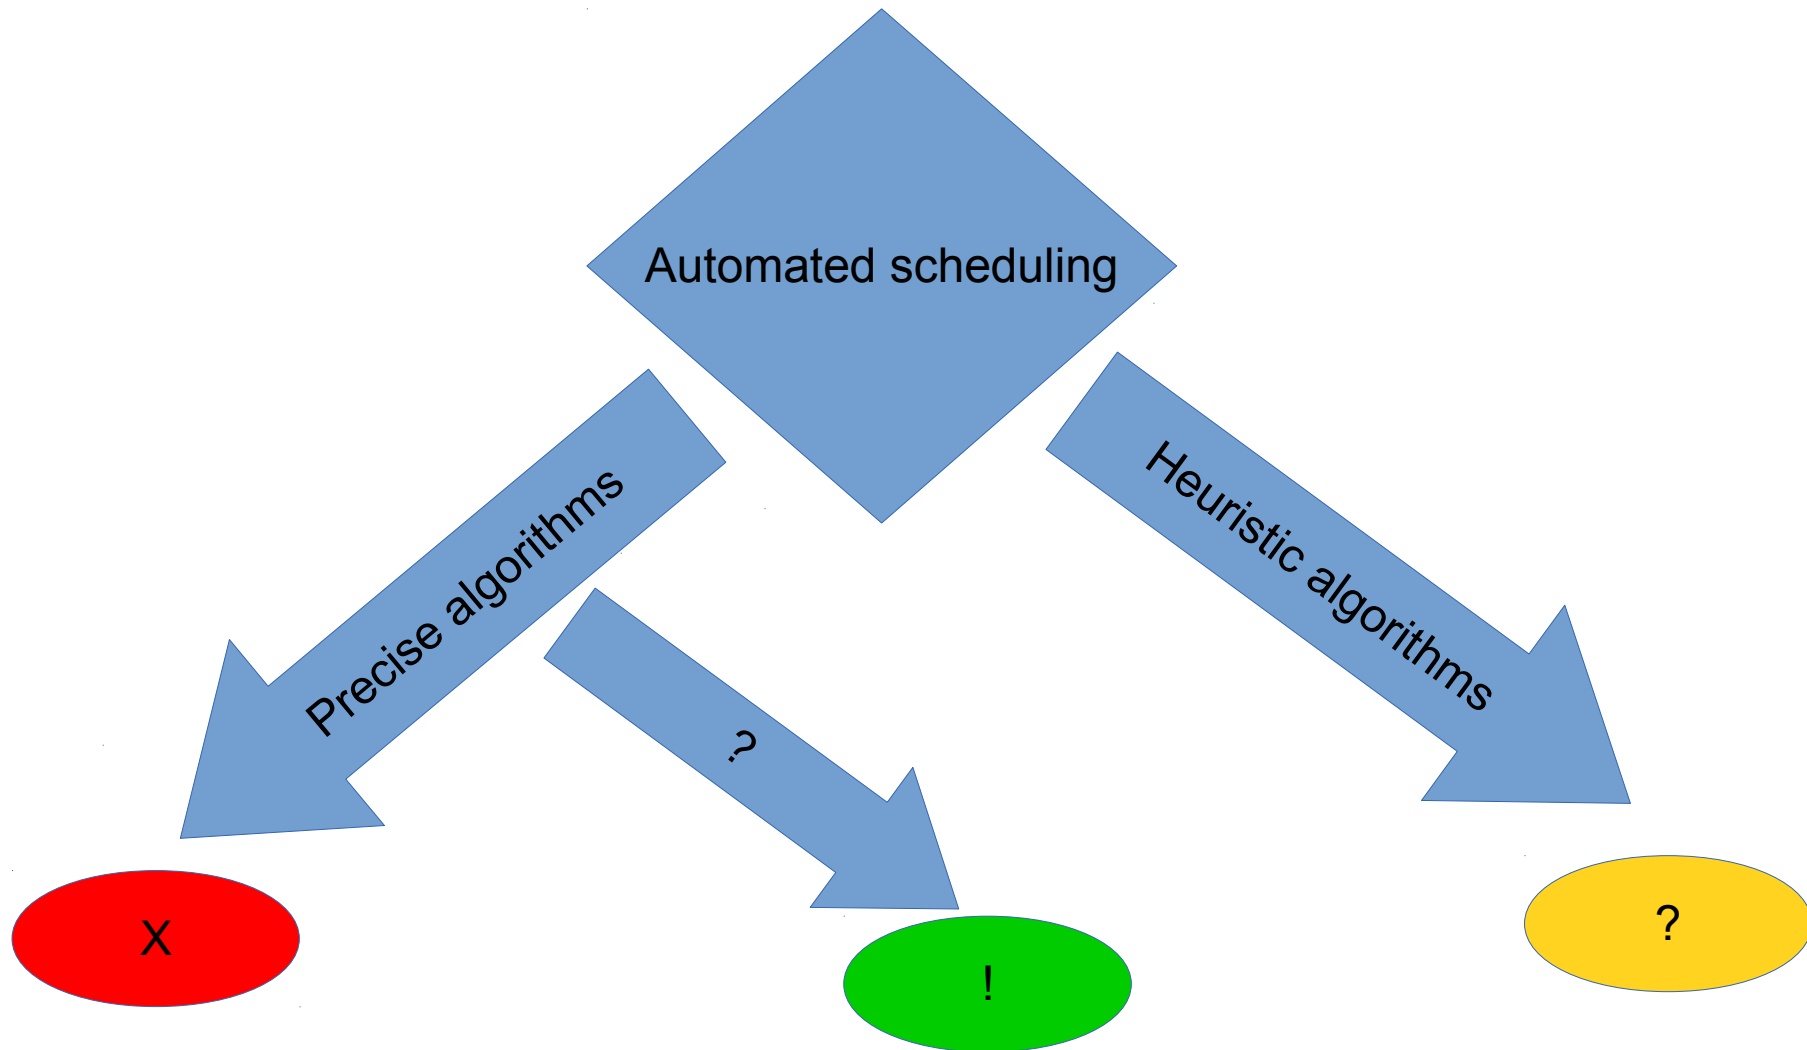 Automated scheduling
Precise algorithms
Heuristic algorithms
?
X
!
?